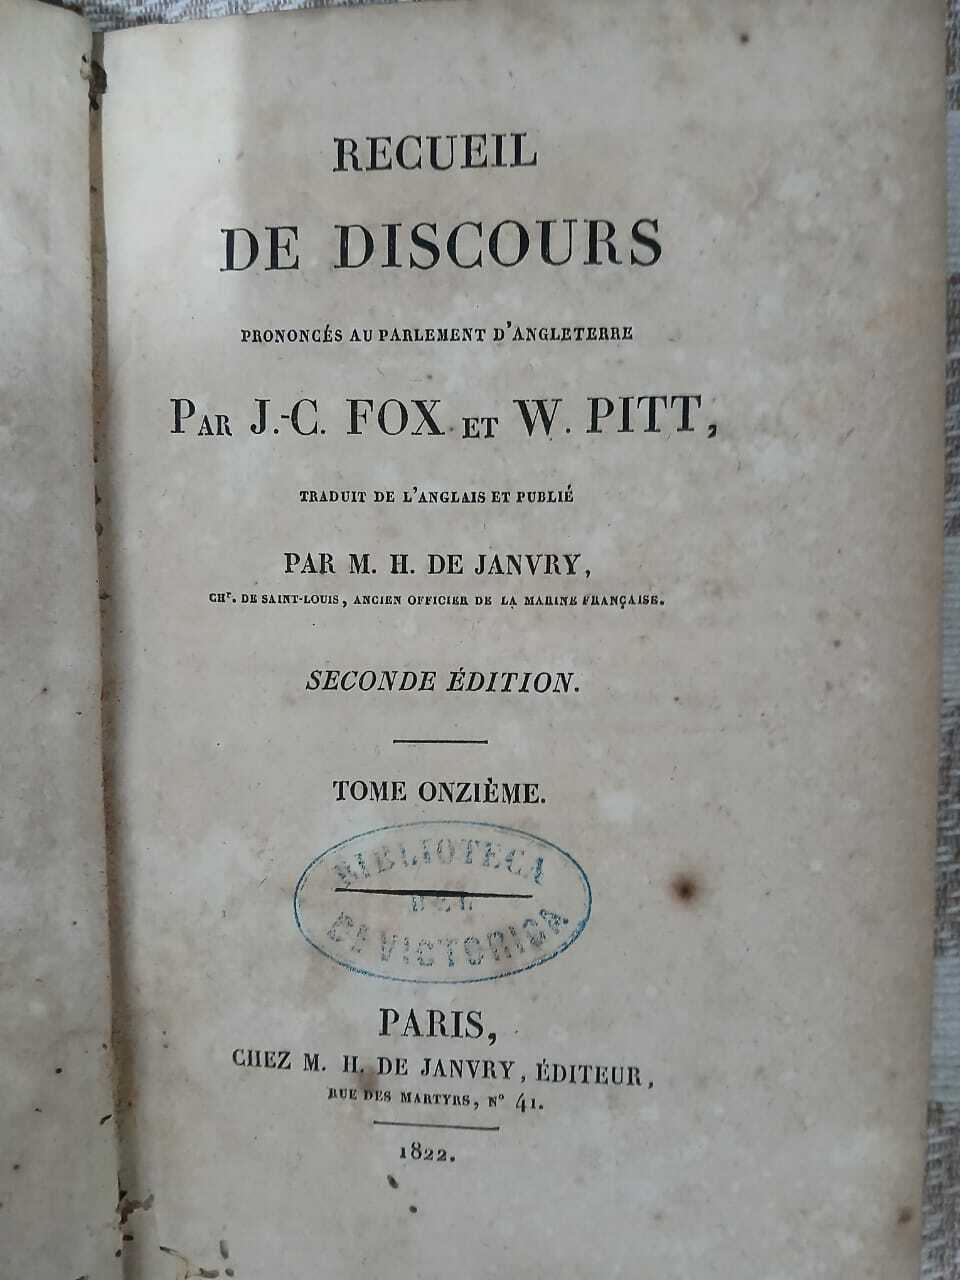 RECUEIL
DE DISCOURS
PRONONCÉS AU PARLEMENT D'ANGLETERRE
PAR J.-C. FOX ET W. PITT,
TRADUIT DE L'ANGLAIS ET PUBLIÉ
PAR M. H. DE JANVRY,
CHr. DE SAINT-LOUIS, ANCIEN OFFICIER DE LA MARINE FRANÇAISE.
SECONDE ÉDITION.
TOME ONZIÈME.
BIBLIOTECA
DEL
VICTORICA
PARIS,
CHEZ M. H. DE JANVRY, ÉDITEUR,
RUE DES MARTYRS, N° 41.
1822.